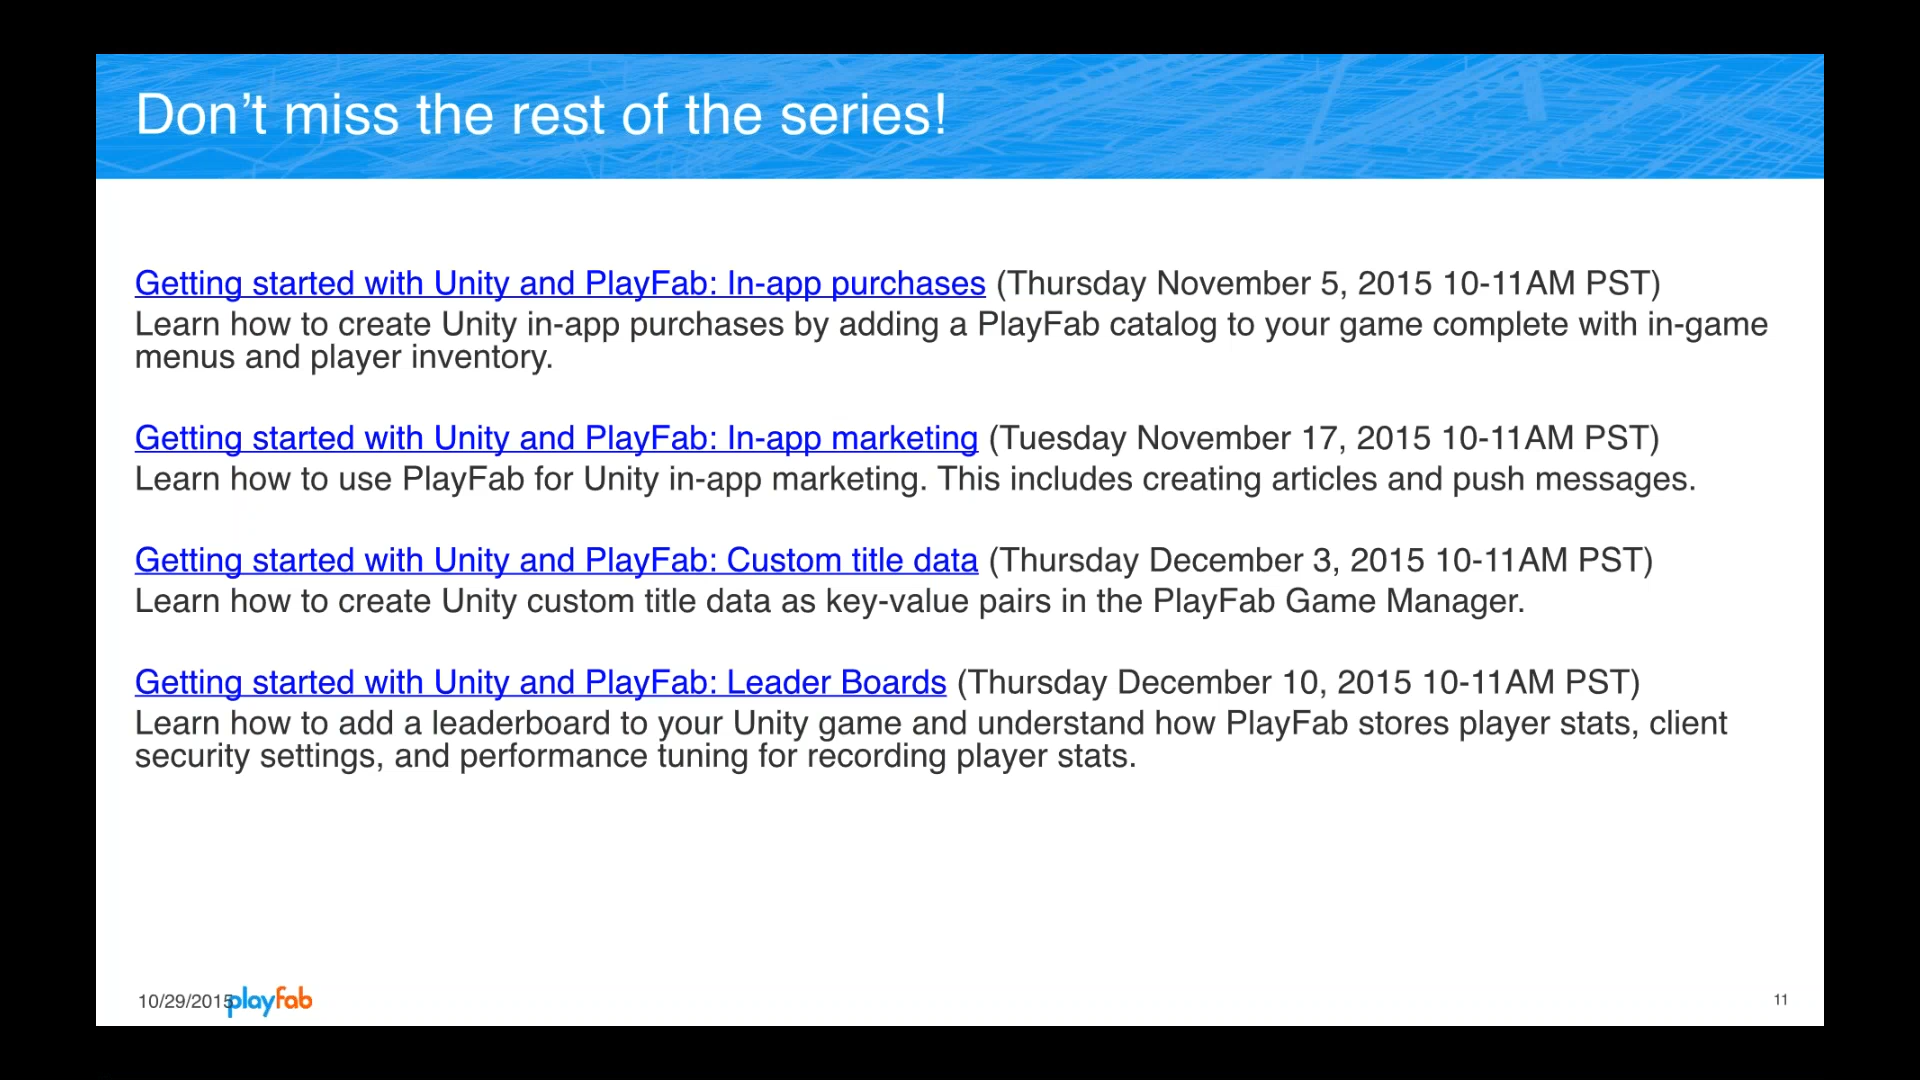 Don’t miss the rest of the series!
Getting started with Unity and PlayFab: In-app purchases (Thursday November 5, 2015 10-11AM PST)
Learn how to create Unity in-app purchases by adding a PlayFab catalog to your game complete with in-game
menus and player inventory.
Getting started with Unity and PlayFab: In-app marketing (Tuesday November 17, 2015 10-11AM PST)
Learn how to use PlayFab for Unity in-app marketing. This includes creating articles and push messages.
Getting started with Unity and PlayFab: Custom title data (Thursday December 3, 2015 10-11AM PST)
Learn how to create Unity custom title data as key-value pairs in the PlayFab Game Manager.
Getting started with Unity and PlayFab: Leader Boards (Thursday December 10, 2015 10-11AM PST)
Learn how to add a leaderboard to your Unity game and understand how PlayFab stores player stats, client
security settings, and performance tuning for recording player stats.
10/29/2015 playfab 11